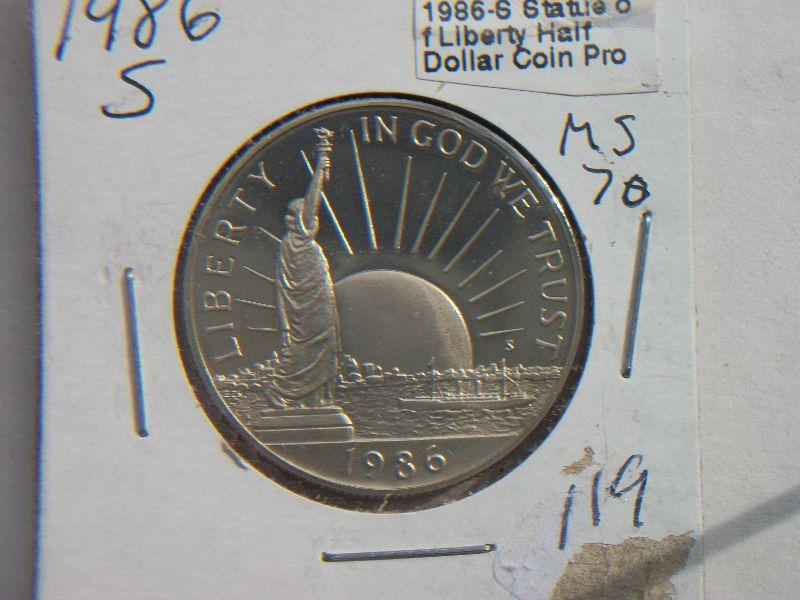 1986
S
1986-S Statue o
f Liberty Half
Dollar Coin Pro
MS
70
LIBERTY
IN GOD WE TRUST
S
1986
119